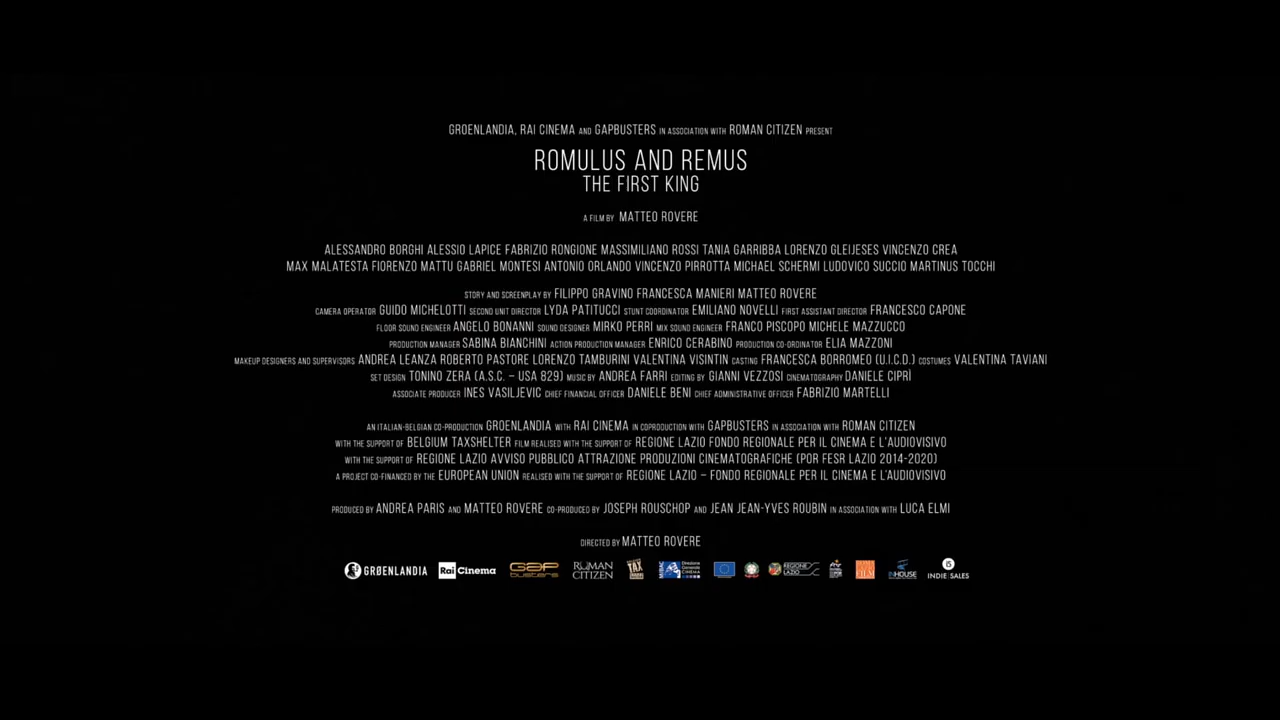 GROENLANDIA, RAI CINEMA AND GAPBUSTERS IN ASSOCIATION WITH ROMAN CITIZEN PRESENT
ROMULUS AND REMUS
THE FIRST KING
A FILM BY MATTEO ROVERE
ALESSANDRO BORGHI ALESSIO LAPICE FABRIZIO RONGIONE MASSIMILIANO ROSSI TANIA GARRIBBA LORENZO GLEIJESES VINCENZO CREA
MAX MALATESTA FIORENZO MATTU GABRIEL MONTESI ANTONIO ORLANDO VINCENZO PIRROTTA MICHAEL SCHERMI LUDOVICO SUCCIO MARTINUS TOCCHI
STORY AND SCREENPLAY BY FILIPPO GRAVINO FRANCESCA MANIERI MATTEO ROVERE
CAMERA OPERATOR GUIDO MICHELOTTI SECOND UNIT DIRECTOR LYDA PATITUCCI STUNT COORDINATOR EMILIANO NOVELLI FIRST ASSISTANT DIRECTOR FRANCESCO CAPONE
FLOOR SOUND ENGINEER ANGELO BONANNI SOUND DESIGNER MIRKO PERRI MIX SOUND ENGINEER FRANCO PISCOPO MICHELE MAZZUCCO
PRODUCTION MANAGER SABINA BIANCHINI ACTION PRODUCTION MANAGER ENRICO CERABINO PRODUCTION CO-ORDINATOR ELIA MAZZONI
MAKEUP DESIGNERS AND SUPERVISORS ANDREA LEANZA ROBERTO PASTORE LORENZO TAMBURINI VALENTINA VISINTIN CASTING FRANCESCA BORROMEO (U.I.C.D.) COSTUMES VALENTINA TAVIANI
SET DESIGN TONINO ZERA (A.S.C. – USA 829) MUSIC BY ANDREA FARRI EDITING BY GIANNI VEZZOSI CINEMATOGRAPHY DANIELE CIPRÌ
ASSOCIATE PRODUCER INES VASILJEVIC CHIEF FINANCIAL OFFICER DANIELE BENI CHIEF ADMINISTRATIVE OFFICER FABRIZIO MARTELLI
AN ITALIAN-BELGIAN CO-PRODUCTION GROENLANDIA WITH RAI CINEMA IN COPRODUCTION WITH GAPBUSTERS IN ASSOCIATION WITH ROMAN CITIZEN
WITH THE SUPPORT OF BELGIUM TAXSHELTER FILM REALISED WITH THE SUPPORT OF REGIONE LAZIO FONDO REGIONALE PER IL CINEMA E L'AUDIOVISIVO
WITH THE SUPPORT OF REGIONE LAZIO AVVISO PUBBLICO ATTRAZIONE PRODUZIONI CINEMATOGRAFICHE (POR FESR LAZIO 2014-2020)
A PROJECT CO-FINANCED BY THE EUROPEAN UNION REALISED WITH THE SUPPORT OF REGIONE LAZIO – FONDO REGIONALE PER IL CINEMA E L'AUDIOVISIVO
PRODUCED BY ANDREA PARIS AND MATTEO ROVERE CO-PRODUCED BY JOSEPH ROUSCHOP AND JEAN JEAN-YVES ROUBIN IN ASSOCIATION WITH LUCA ELMI
DIRECTED BY MATTEO ROVERE
GRØENLANDIA Rai Cinema GAP busters ROMAN CITIZEN TAX Direzione Generale CINEMA REGIONE LAZIO FILM INHOUSE iS INDIE SALES